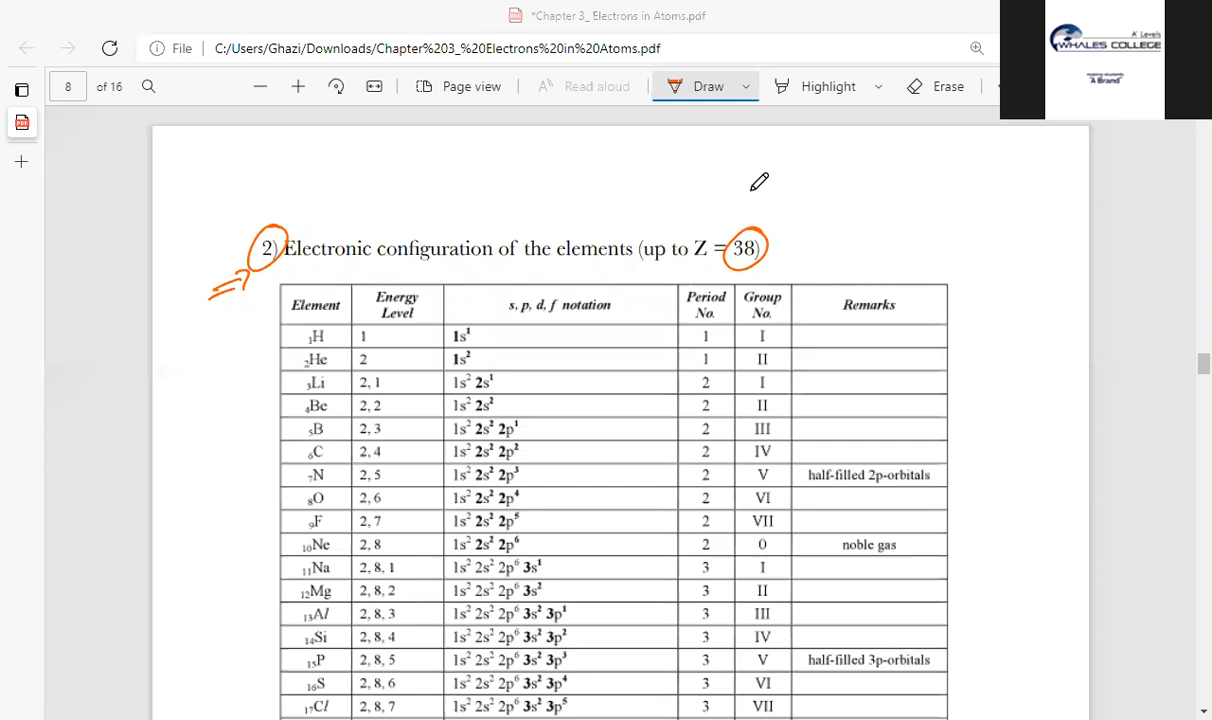 *Chapter 3_ Electrons in Atoms.pdf
File C:/Users/Ghazi/Downloads/Chapter%203_%20Electrons%20in%20Atoms.pdf
A' Levels
WHALES COLLEGE
making students
"A Brand"
8 of 16 Page view Read aloud Draw Highlight Erase
2) Electronic configuration of the elements (up to Z = 38)
Element Energy Level s, p, d, f notation Period No. Group No. Remarks
₁H 1 1s¹ 1 I
₂He 2 1s² 1 II
₃Li 2, 1 1s² 2s¹ 2 I
₄Be 2, 2 1s² 2s² 2 II
₅B 2, 3 1s² 2s² 2p¹ 2 III
₆C 2, 4 1s² 2s² 2p² 2 IV
₇N 2, 5 1s² 2s² 2p³ 2 V half-filled 2p-orbitals
₈O 2, 6 1s² 2s² 2p⁴ 2 VI
₉F 2, 7 1s² 2s² 2p⁵ 2 VII
₁₀Ne 2, 8 1s² 2s² 2p⁶ 2 0 noble gas
₁₁Na 2, 8, 1 1s² 2s² 2p⁶ 3s¹ 3 I
₁₂Mg 2, 8, 2 1s² 2s² 2p⁶ 3s² 3 II
₁₃Al 2, 8, 3 1s² 2s² 2p⁶ 3s² 3p¹ 3 III
₁₄Si 2, 8, 4 1s² 2s² 2p⁶ 3s² 3p² 3 IV
₁₅P 2, 8, 5 1s² 2s² 2p⁶ 3s² 3p³ 3 V half-filled 3p-orbitals
₁₆S 2, 8, 6 1s² 2s² 2p⁶ 3s² 3p⁴ 3 VI
₁₇Cl 2, 8, 7 1s² 2s² 2p⁶ 3s² 3p⁵ 3 VII